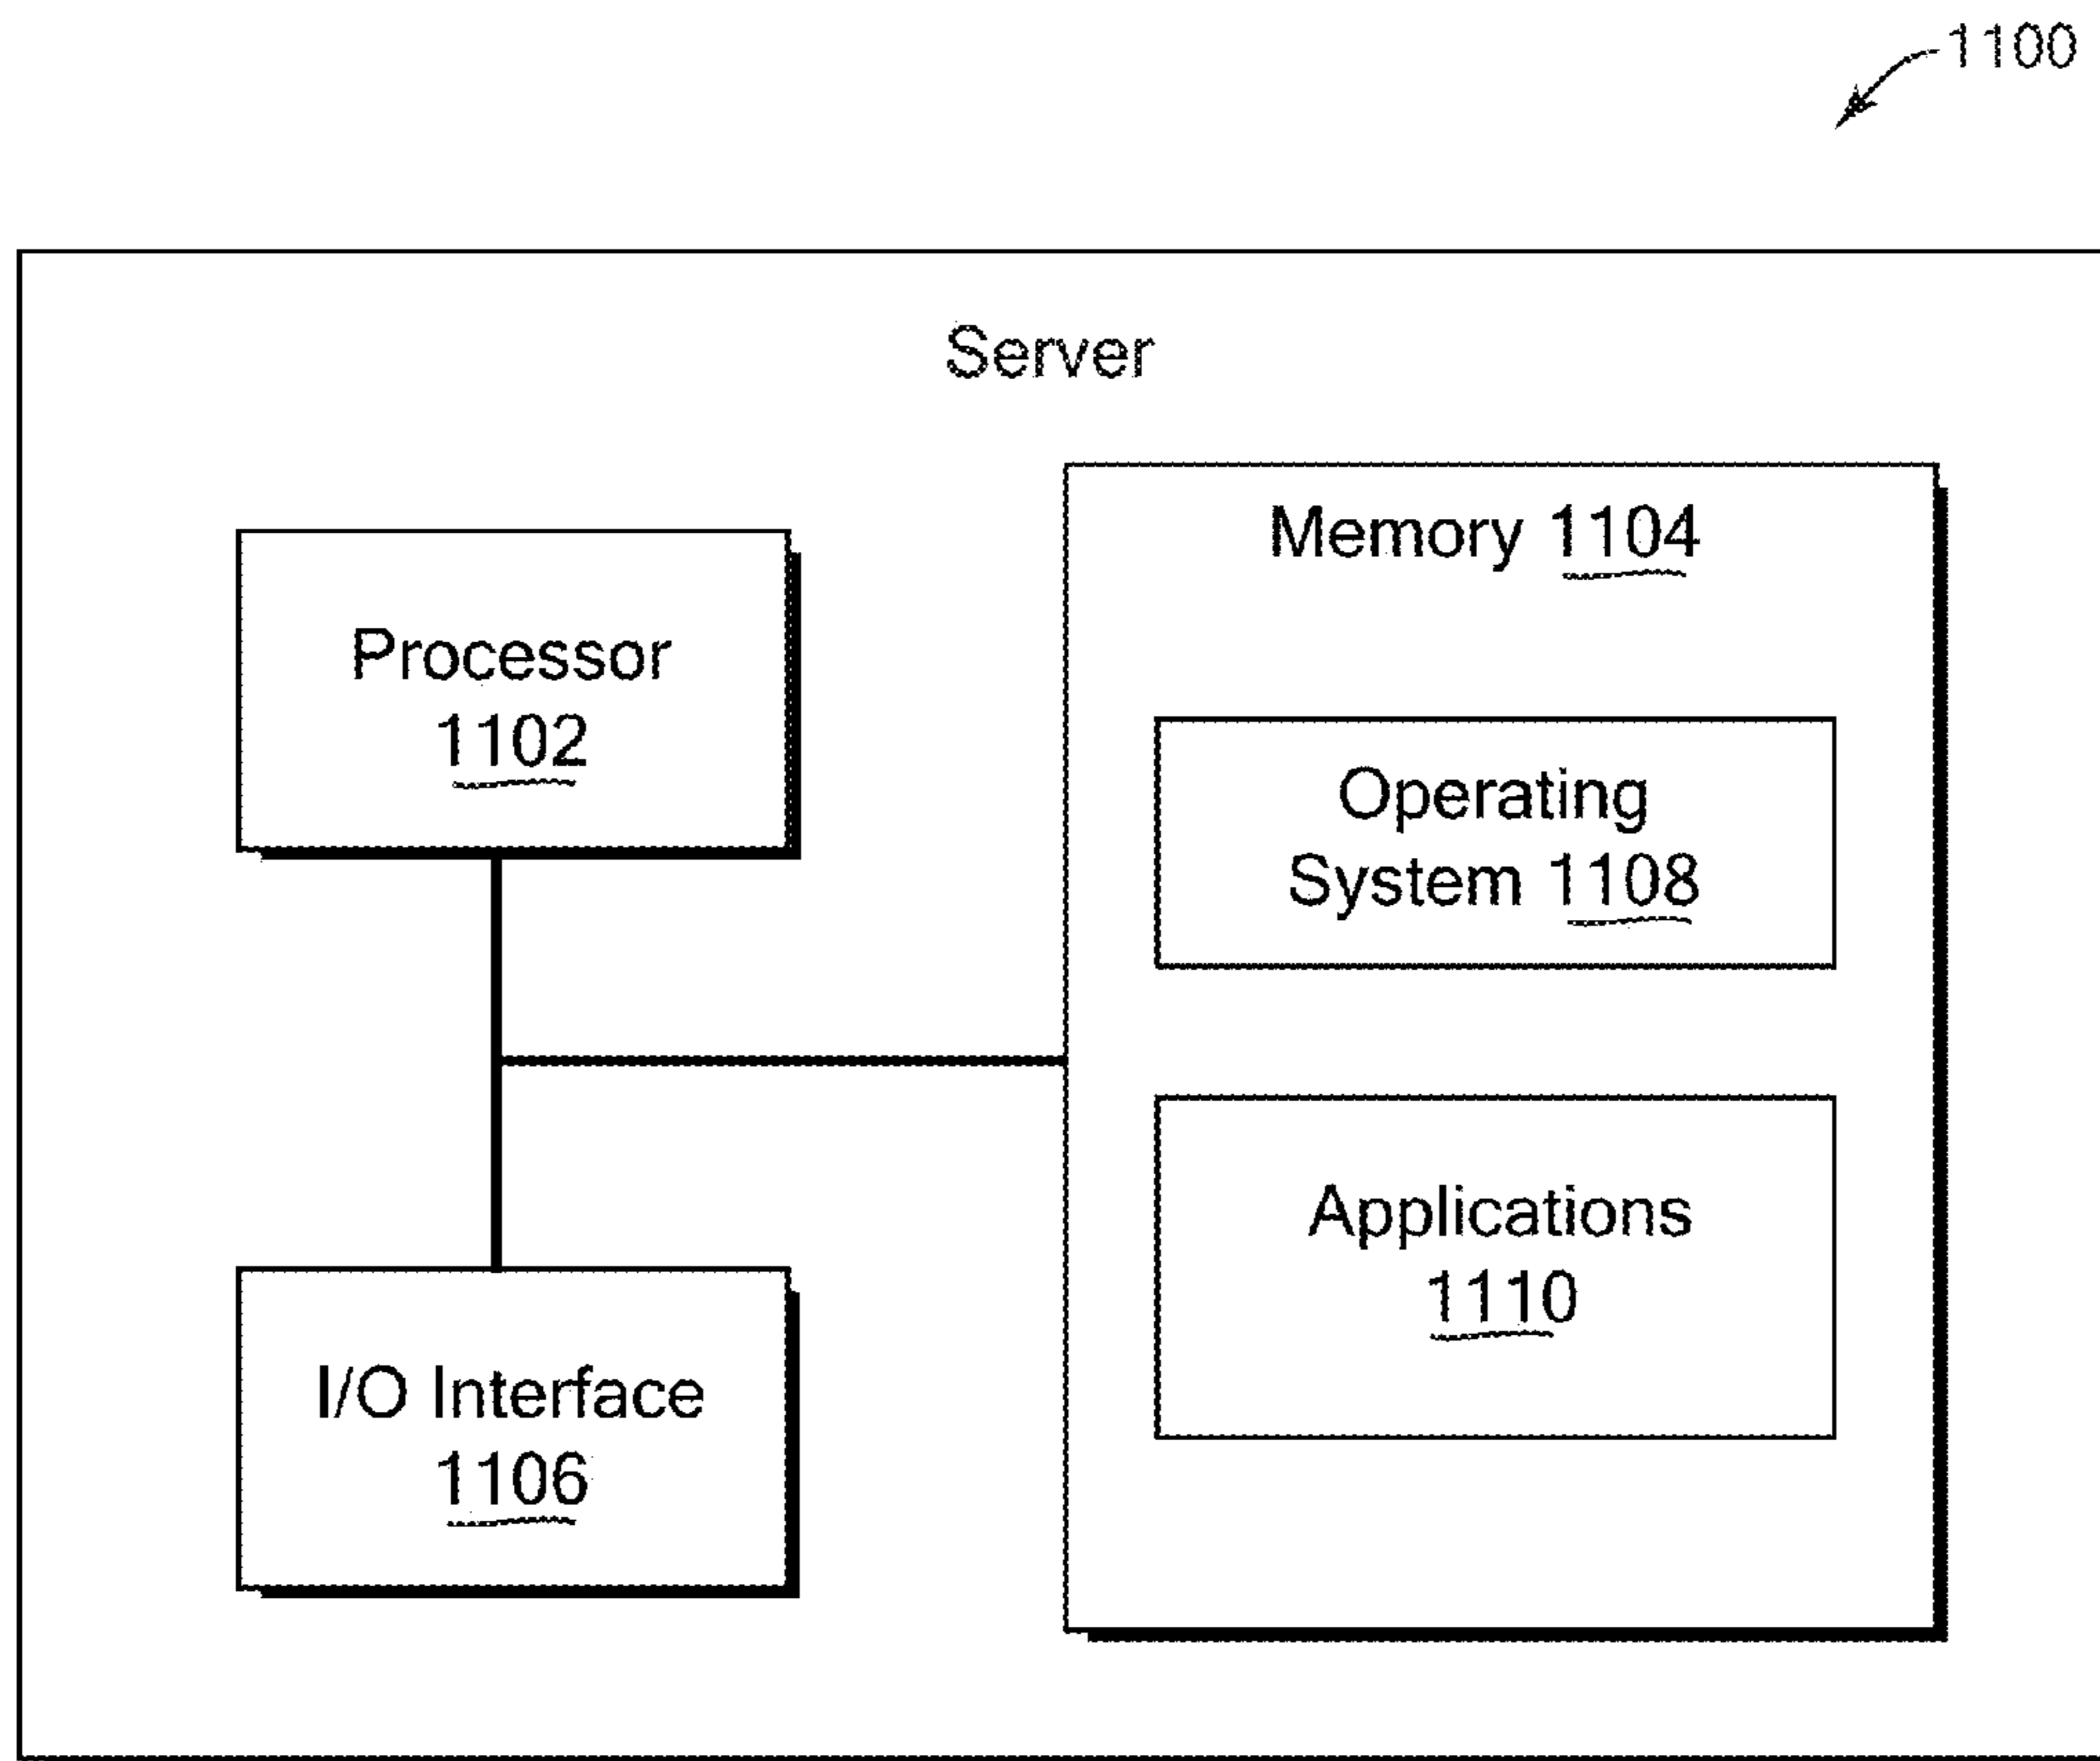 1100
Server
Processor
1102
Memory 1104
Operating
System 1108
Applications
1110
I/O Interface
1106